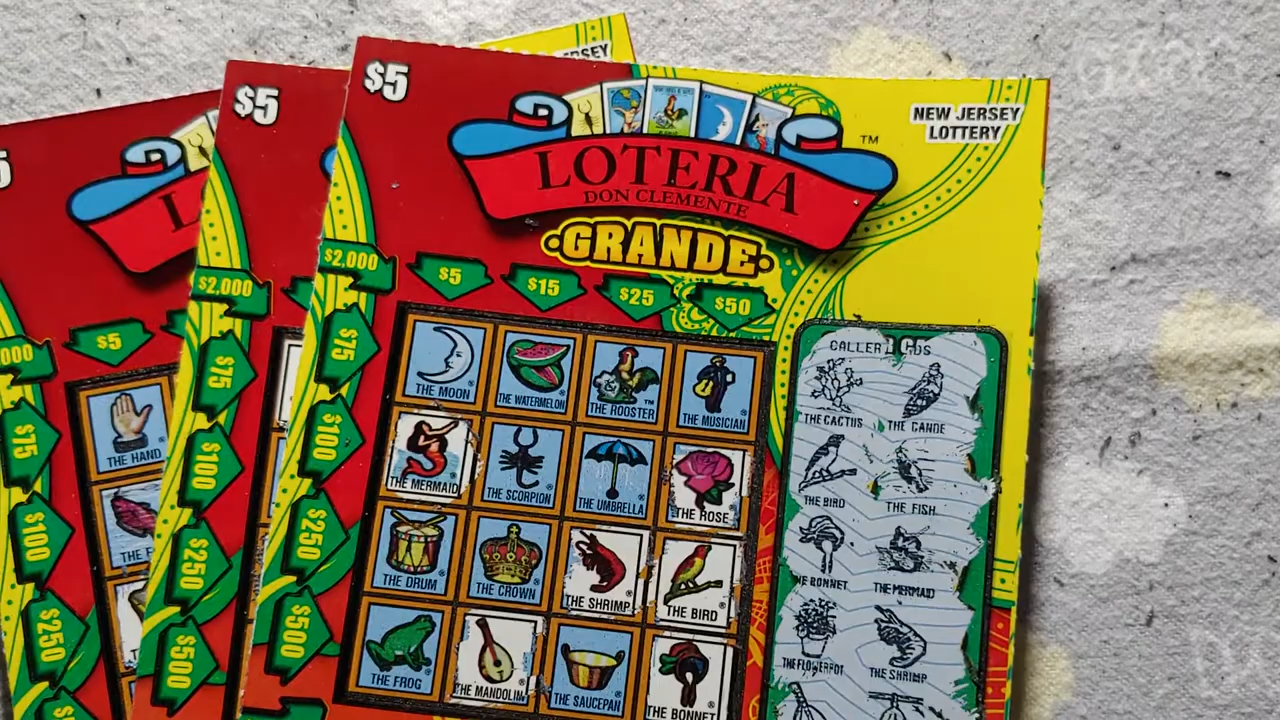 $5
$5
NEW JERSEY
LOTTERY
LOTERIA
™
DON CLEMENTE
GRANDE
$2,000
$5
$15
$25
$50
$2,000
$5
$75
$75
$75
$100
$100
$100
$250
$250
$250
$500
$500
THE HAND
THE MOON
THE WATERMELON
THE ROOSTER
THE MUSICIAN
THE MERMAID
THE SCORPION
THE UMBRELLA
THE ROSE
THE DRUM
THE CROWN
THE SHRIMP
THE BIRD
THE FROG
THE MANDOLIN
THE SAUCEPAN
THE BONNET
THE CACTUS
THE CANOE
THE BIRD
THE FISH
THE BONNET
THE MERMAID
THE FLOWERPOT
THE SHRIMP